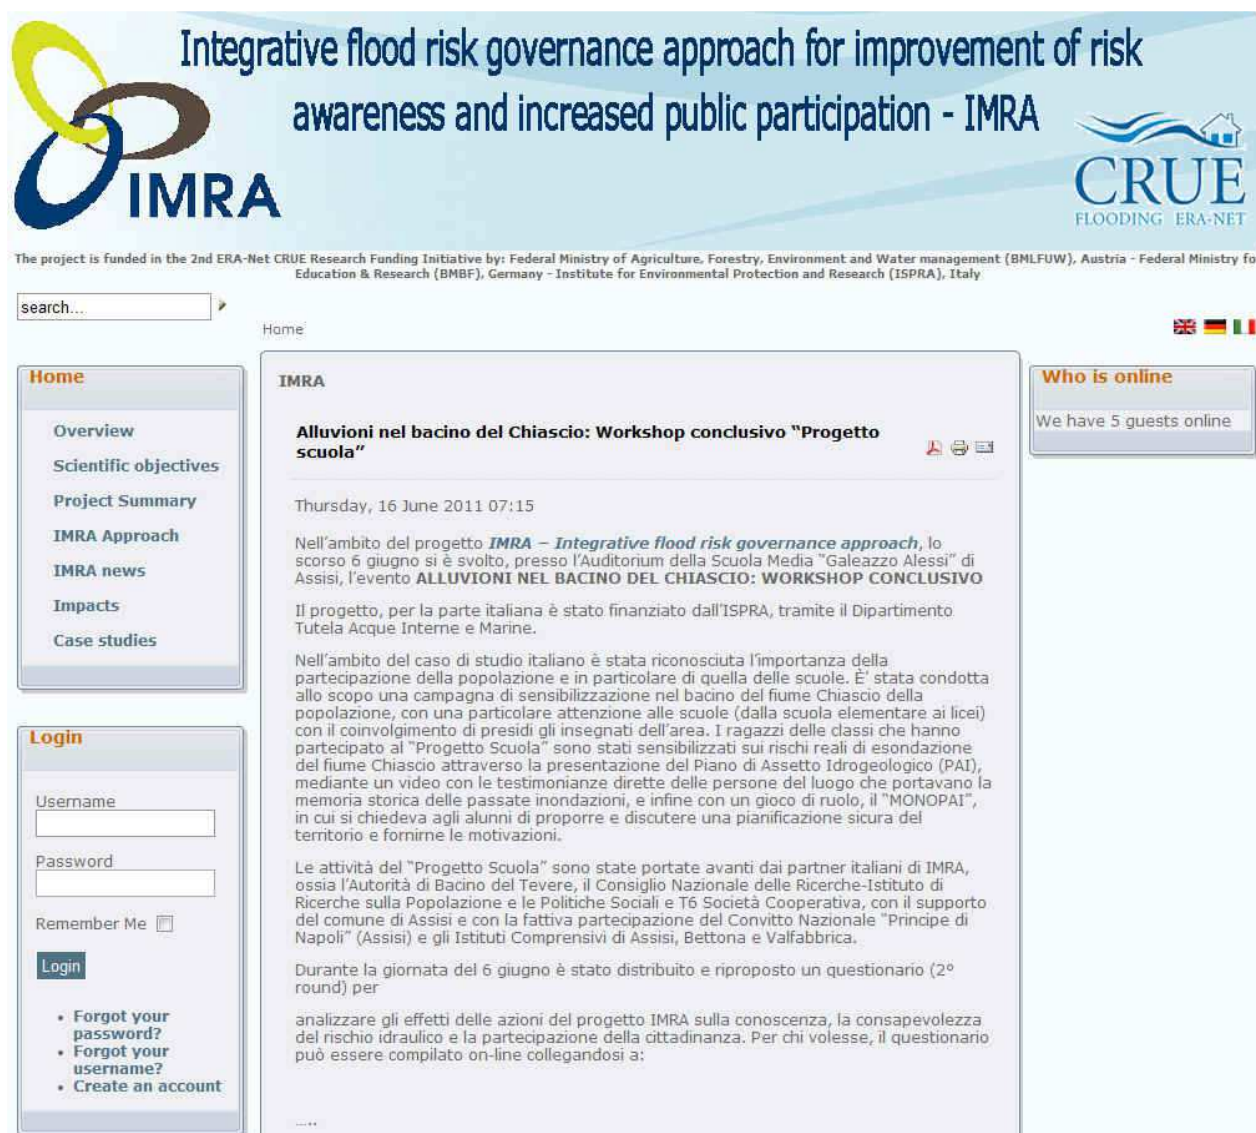 Integrative flood risk governance approach for improvement of risk
awareness and increased public participation - IMRA
IMRA
CRUE
FLOODING ERA-NET
The project is funded in the 2nd ERA-Net CRUE Research Funding Initiative by: Federal Ministry of Agriculture, Forestry, Environment and Water management (BMLFUW), Austria - Federal Ministry fo
Education & Research (BMBF), Germany - Institute for Environmental Protection and Research (ISPRA), Italy
search...
Home
Home
Overview
Scientific objectives
Project Summary
IMRA Approach
IMRA news
Impacts
Case studies
Login
Username
Password
Remember Me
Login
• Forgot your
password?
• Forgot your
username?
• Create an account
IMRA
Alluvioni nel bacino del Chiascio: Workshop conclusivo “Progetto
scuola”
Thursday, 16 June 2011 07:15
Nell’ambito del progetto IMRA – Integrative flood risk governance approach, lo
scorso 6 giugno si è svolto, presso l’Auditorium della Scuola Media “Galeazzo Alessi” di
Assisi, l’evento ALLUVIONI NEL BACINO DEL CHIASCIO: WORKSHOP CONCLUSIVO
Il progetto, per la parte italiana è stato finanziato dall’ISPRA, tramite il Dipartimento
Tutela Acque Interne e Marine.
Nell’ambito del caso di studio italiano è stata riconosciuta l’importanza della
partecipazione della popolazione e in particolare di quella delle scuole. È’ stata condotta
allo scopo una campagna di sensibilizzazione nel bacino del fiume Chiascio della
popolazione, con una particolare attenzione alle scuole (dalla scuola elementare ai licei)
con il coinvolgimento di presidi gli insegnati dell’area. I ragazzi delle classi che hanno
partecipato al “Progetto Scuola” sono stati sensibilizzati sui rischi reali di esondazione
del fiume Chiascio attraverso la presentazione del Piano di Assetto Idrogeologico (PAI),
mediante un video con le testimonianze dirette delle persone del luogo che portavano la
memoria storica delle passate inondazioni, e infine con un gioco di ruolo, il “MONOPAI”,
in cui si chiedeva agli alunni di proporre e discutere una pianificazione sicura del
territorio e fornirne le motivazioni.
Le attività del “Progetto Scuola” sono state portate avanti dai partner italiani di IMRA,
ossia l’Autorità di Bacino del Tevere, il Consiglio Nazionale delle Ricerche-Istituto di
Ricerche sulla Popolazione e le Politiche Sociali e T6 Società Cooperativa, con il supporto
del comune di Assisi e con la fattiva partecipazione del Convitto Nazionale “Principe di
Napoli” (Assisi) e gli Istituti Comprensivi di Assisi, Bettona e Valfabbrica.
Durante la giornata del 6 giugno è stato distribuito e riproposto un questionario (2°
round) per
analizzare gli effetti delle azioni del progetto IMRA sulla conoscenza, la consapevolezza
del rischio idraulico e la partecipazione della cittadinanza. Per chi volesse, il questionario
può essere compilato on-line collegandosi a:
.....
Who is online
We have 5 guests online